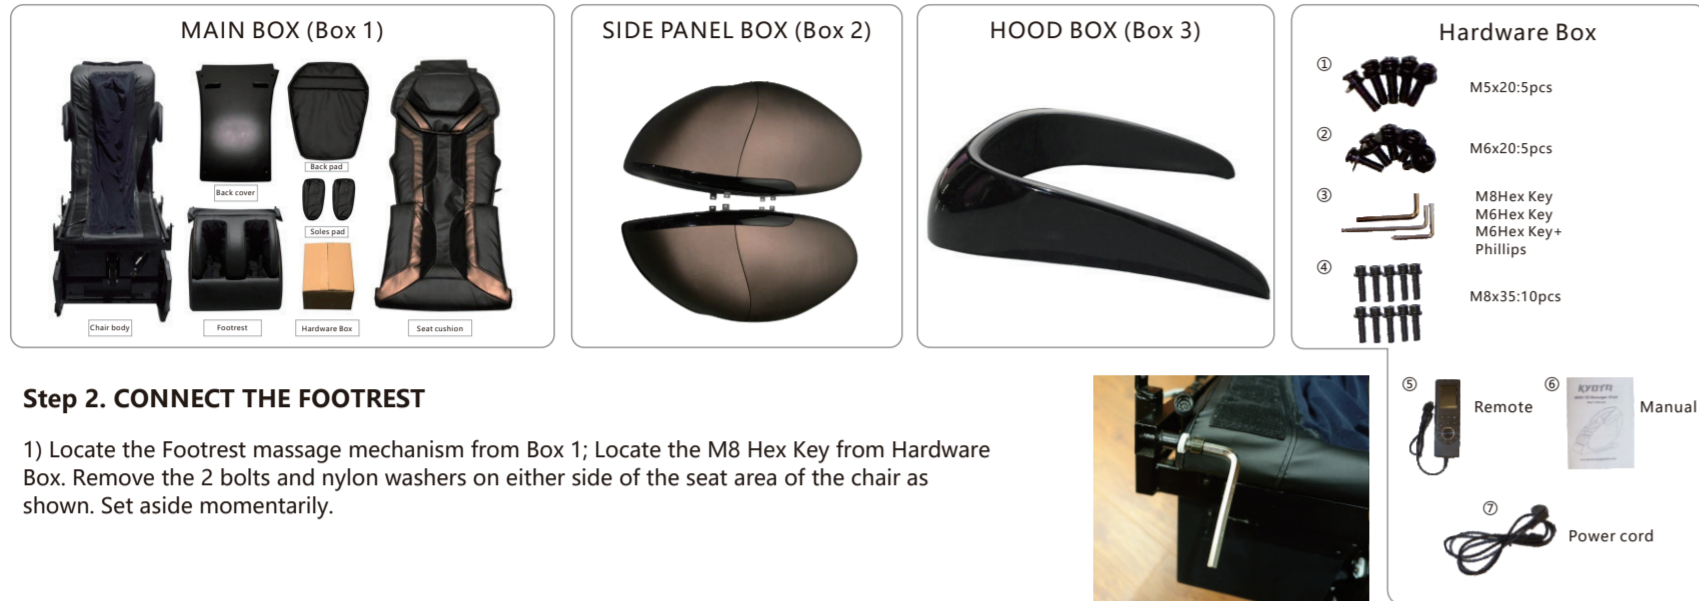 MAIN BOX (Box 1)
Back cover
Back pad
Soles pad
Chair body
Footrest
Hardware Box
Seat cushion
SIDE PANEL BOX (Box 2)
HOOD BOX (Box 3)
Hardware Box
① M5x20:5pcs
② M6x20:5pcs
③ M8Hex Key
M6Hex Key
M6Hex Key+
Phillips
④ M8x35:10pcs
⑤ Remote
⑥ Manual
KYOTA
⑦ Power cord
Step 2. CONNECT THE FOOTREST
1) Locate the Footrest massage mechanism from Box 1; Locate the M8 Hex Key from Hardware
Box. Remove the 2 bolts and nylon washers on either side of the seat area of the chair as
shown. Set aside momentarily.